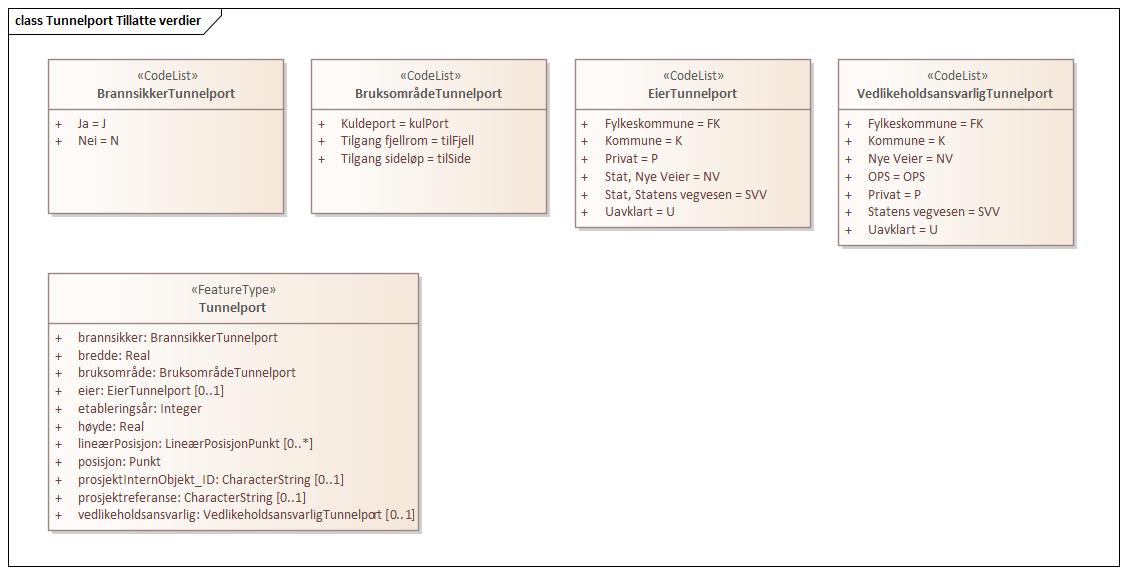 class Tunnelport Tillatte verdier
«CodeList»
BrannsikkerTunnelport
+ Ja = J
+ Nei = N
«CodeList»
BruksområdeTunnelport
+ Kuldeport = kulPort
+ Tilgang fjellrom = tilFjell
+ Tilgang sideløp = tilSide
«CodeList»
EierTunnelport
+ Fylkeskommune = FK
+ Kommune = K
+ Privat = P
+ Stat, Nye Veier = NV
+ Stat, Statens vegvesen = SVV
+ Uavklart = U
«CodeList»
VedlikeholdsansvarligTunnelport
+ Fylkeskommune = FK
+ Kommune = K
+ Nye Veier = NV
+ OPS = OPS
+ Privat = P
+ Statens vegvesen = SVV
+ Uavklart = U
«FeatureType»
Tunnelport
+ brannsikker: BrannsikkerTunnelport
+ bredde: Real
+ bruksområde: BruksområdeTunnelport
+ eier: EierTunnelport [0..1]
+ etableringsår: Integer
+ høyde: Real
+ lineærPosisjon: LineærPosisjonPunkt [0..*]
+ posisjon: Punkt
+ prosjektInternObjekt_ID: CharacterString [0..1]
+ prosjektreferanse: CharacterString [0..1]
+ vedlikeholdsansvarlig: VedlikeholdsansvarligTunnelport [0..1]